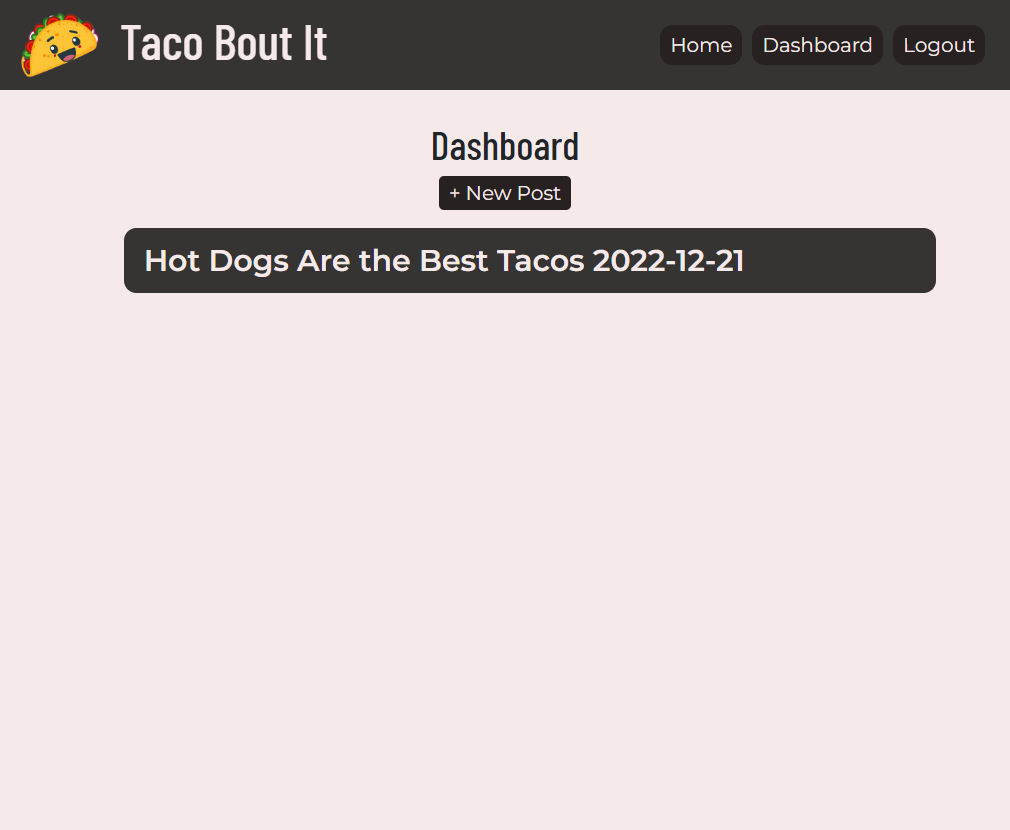 Taco Bout It
Home Dashboard Logout
Dashboard
+ New Post
Hot Dogs Are the Best Tacos 2022-12-21